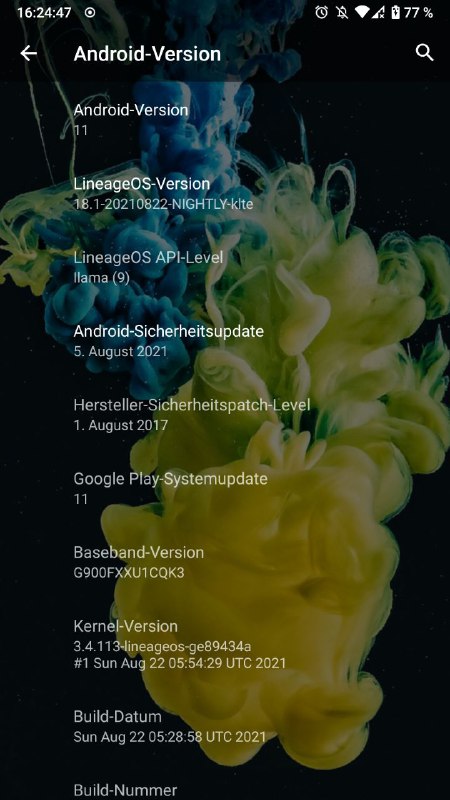 16:24:47
77 %
Android-Version
Android-Version
11
LineageOS-Version
18.1-20210822-NIGHTLY-klte
LineageOS API-Level
llama (9)
Android-Sicherheitsupdate
5. August 2021
Hersteller-Sicherheitspatch-Level
1. August 2017
Google Play-Systemupdate
11
Baseband-Version
G900FXXU1CQK3
Kernel-Version
3.4.113-lineageos-ge89434a
#1 Sun Aug 22 05:54:29 UTC 2021
Build-Datum
Sun Aug 22 05:28:58 UTC 2021
Build-Nummer